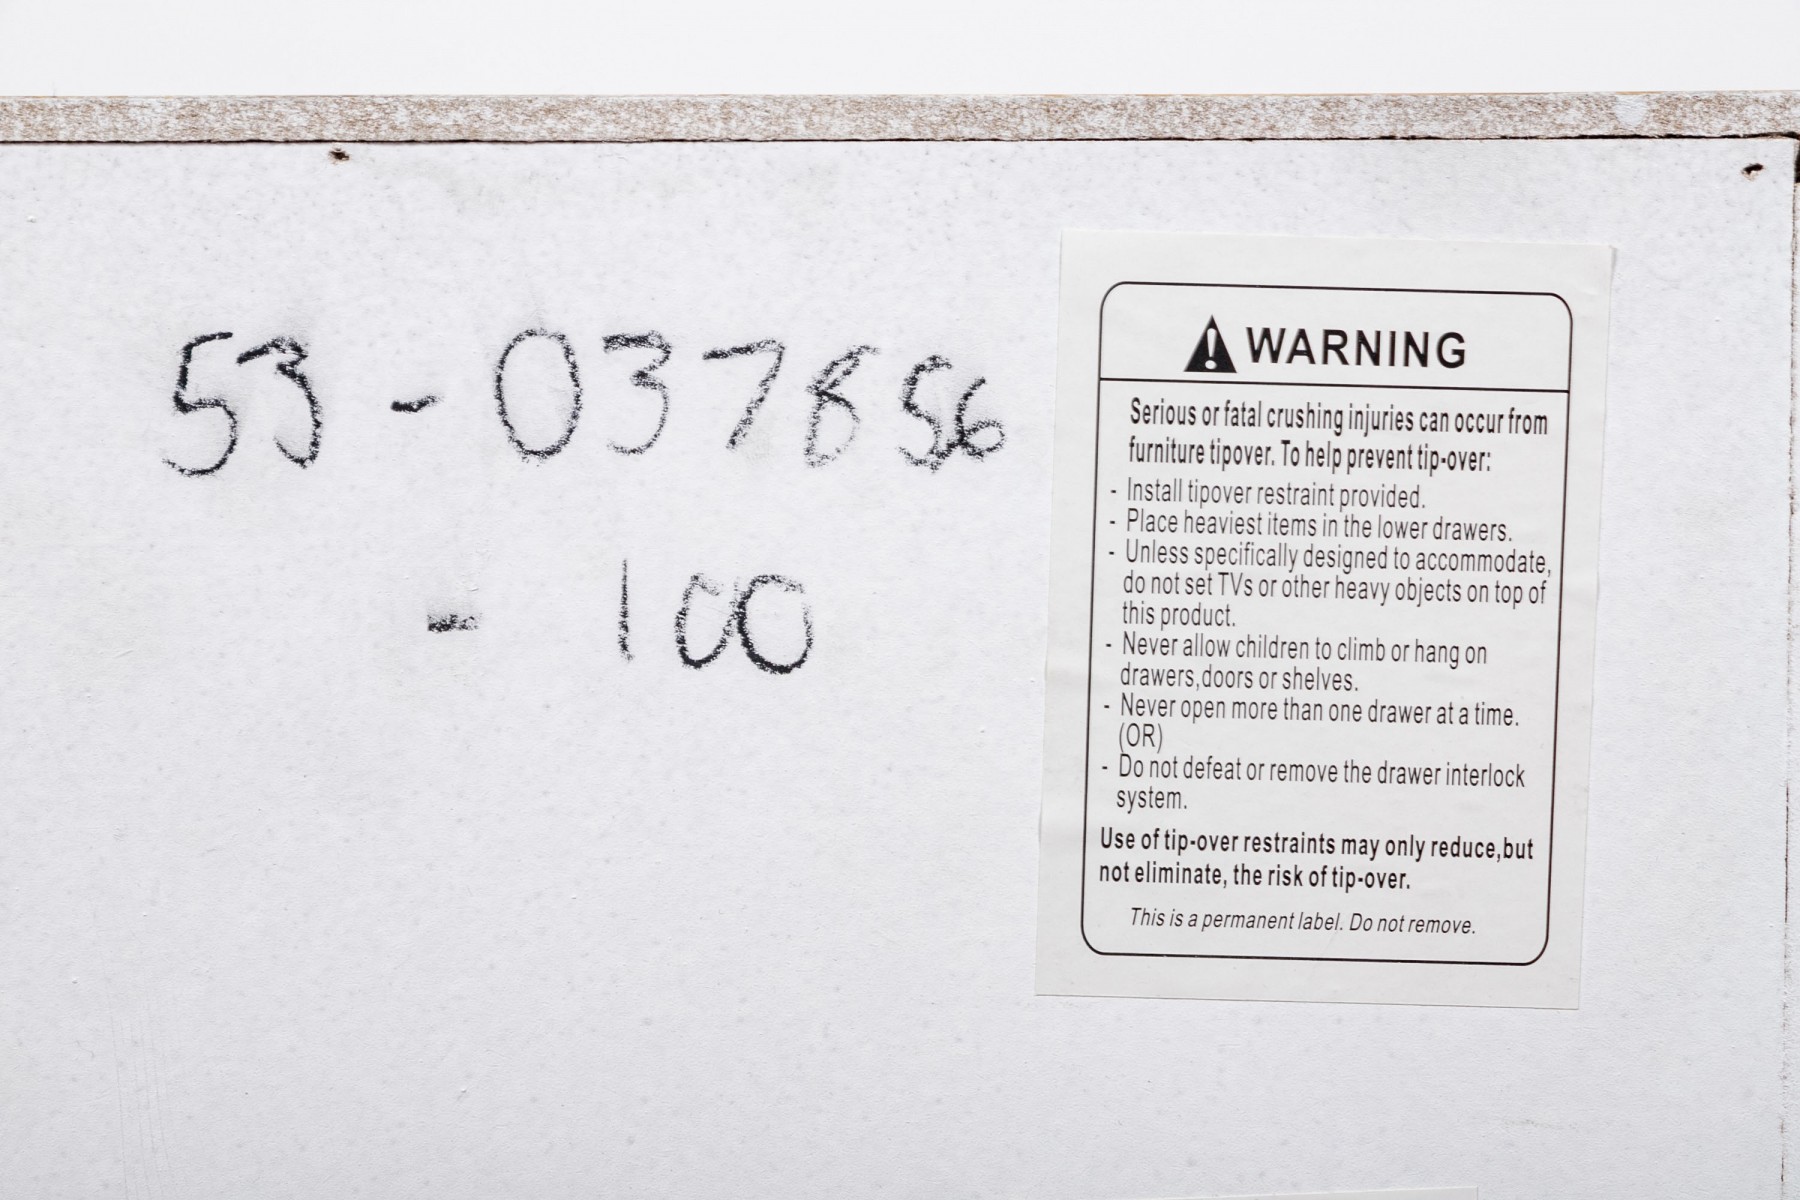 53-037856
- 100
WARNING
Serious or fatal crushing injuries can occur from
furniture tipover. To help prevent tip-over:
- Install tipover restraint provided.
- Place heaviest items in the lower drawers.
- Unless specifically designed to accommodate,
do not set TVs or other heavy objects on top of
this product.
- Never allow children to climb or hang on
drawers,doors or shelves.
- Never open more than one drawer at a time.
(OR)
- Do not defeat or remove the drawer interlock
system.
Use of tip-over restraints may only reduce,but
not eliminate, the risk of tip-over.
This is a permanent label. Do not remove.